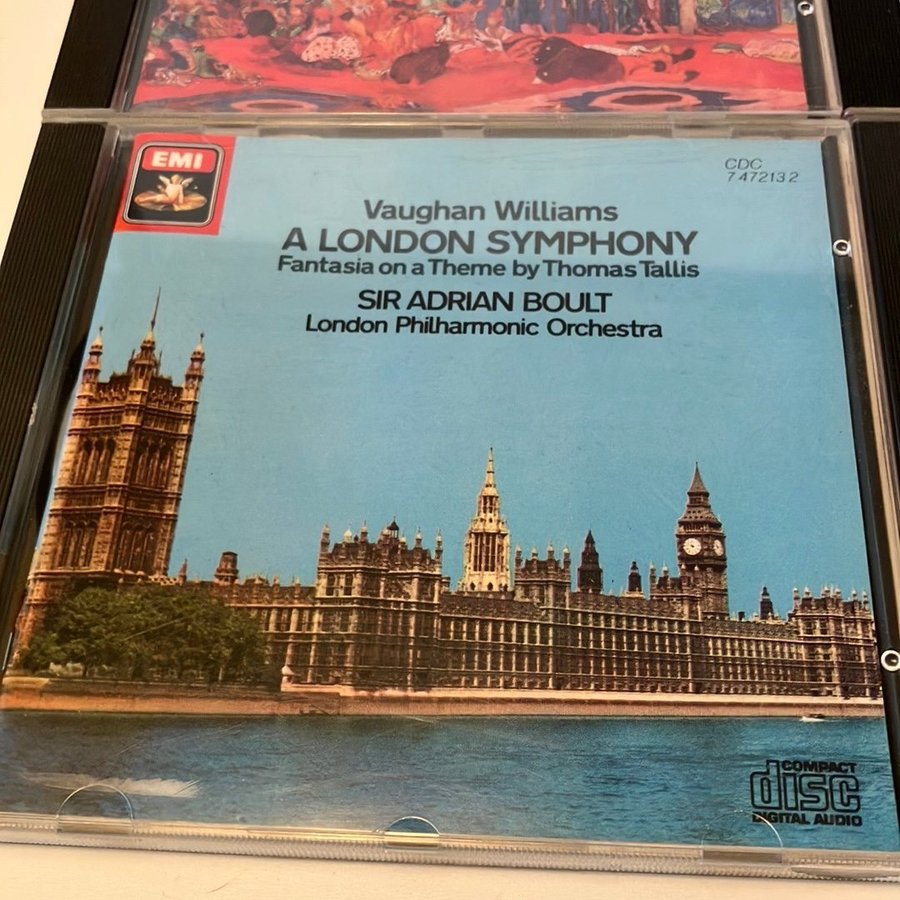 EMI
CDC
7 47213 2
Vaughan Williams
A LONDON SYMPHONY
Fantasia on a Theme by Thomas Tallis
SIR ADRIAN BOULT
London Philharmonic Orchestra
COMPACT
disc
DIGITAL AUDIO